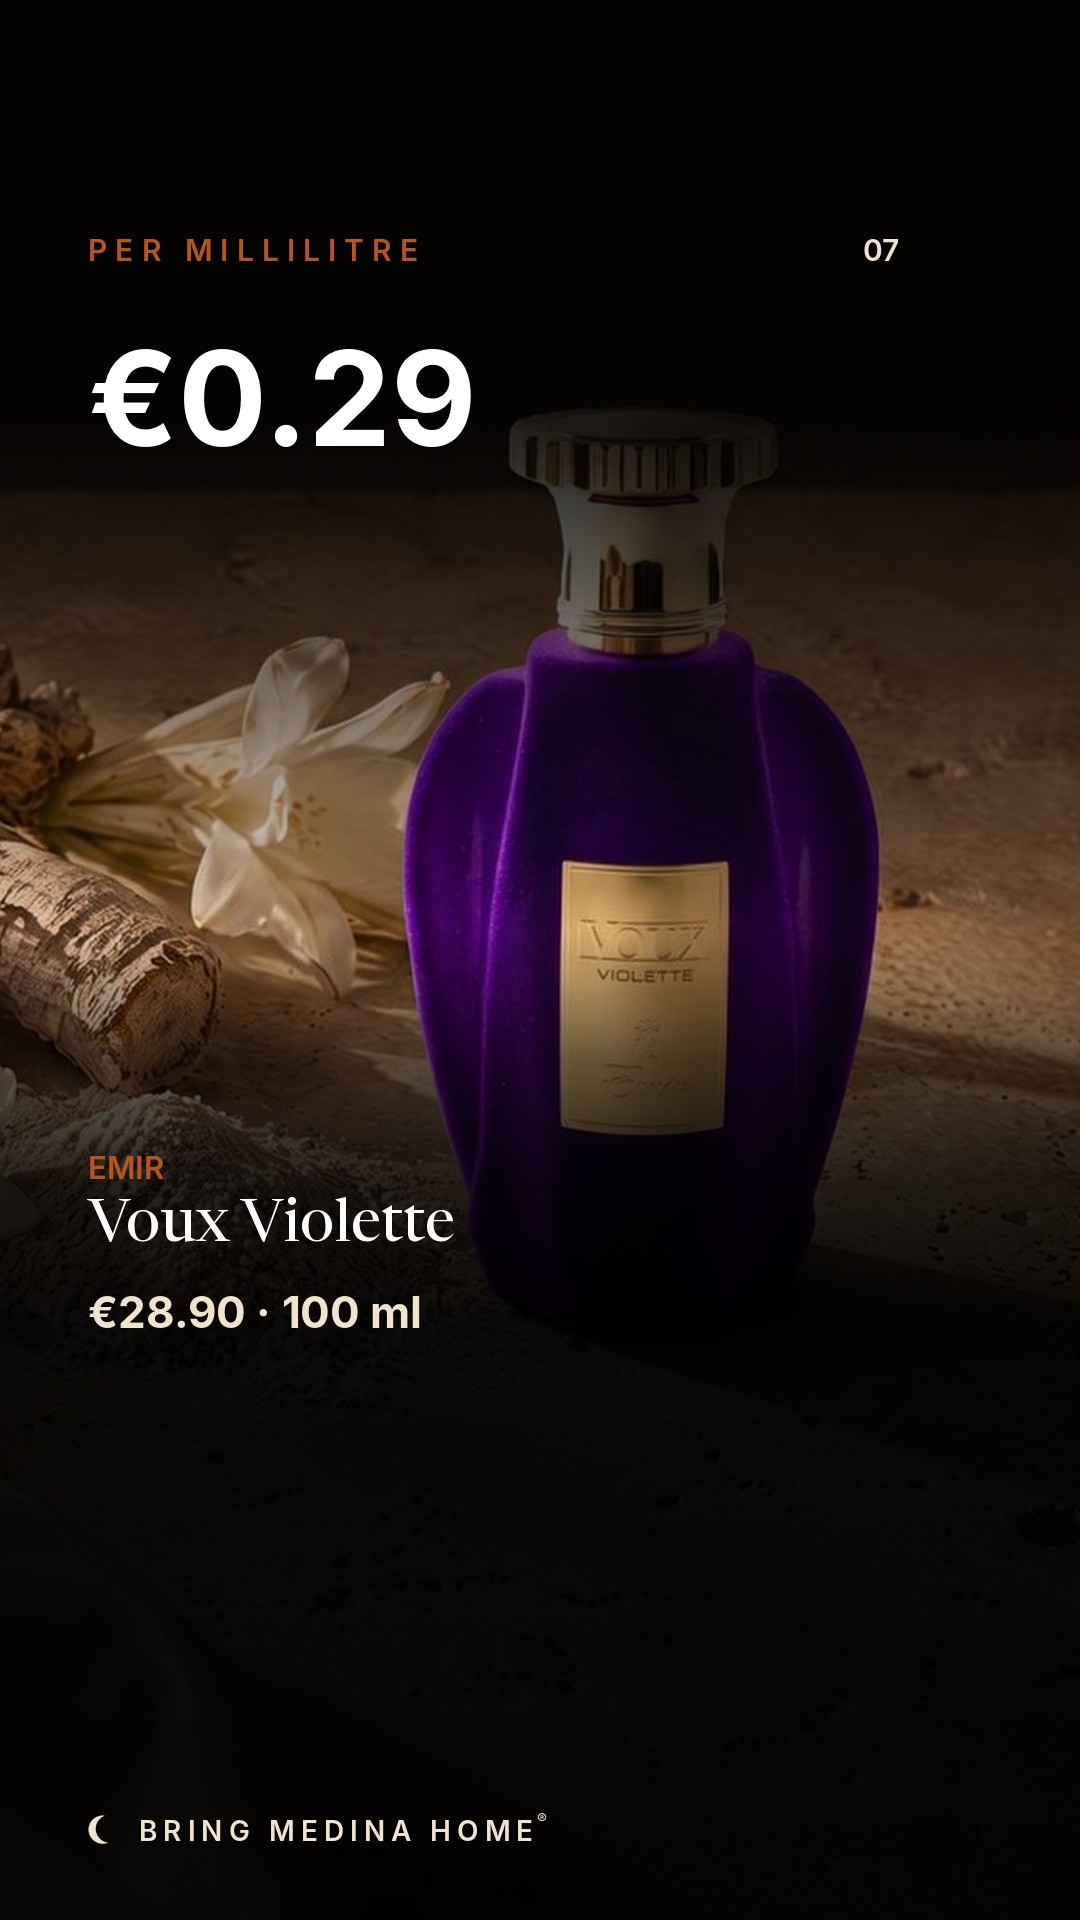 PER MILLILITRE
07
€0.29
VOUX
VIOLETTE
EMIR
Voux Violette
€28.90 · 100 ml
BRING MEDINA HOME®